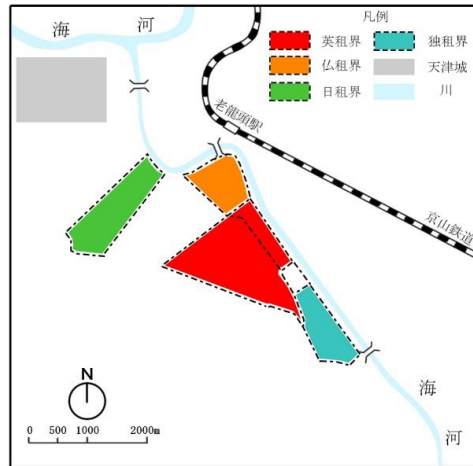 海 河
凡例
英租界
独租界
仏租界
天津城
日租界
川
老龍頭駅
京山鉄道
海
河
N
0 500 1000 2000m